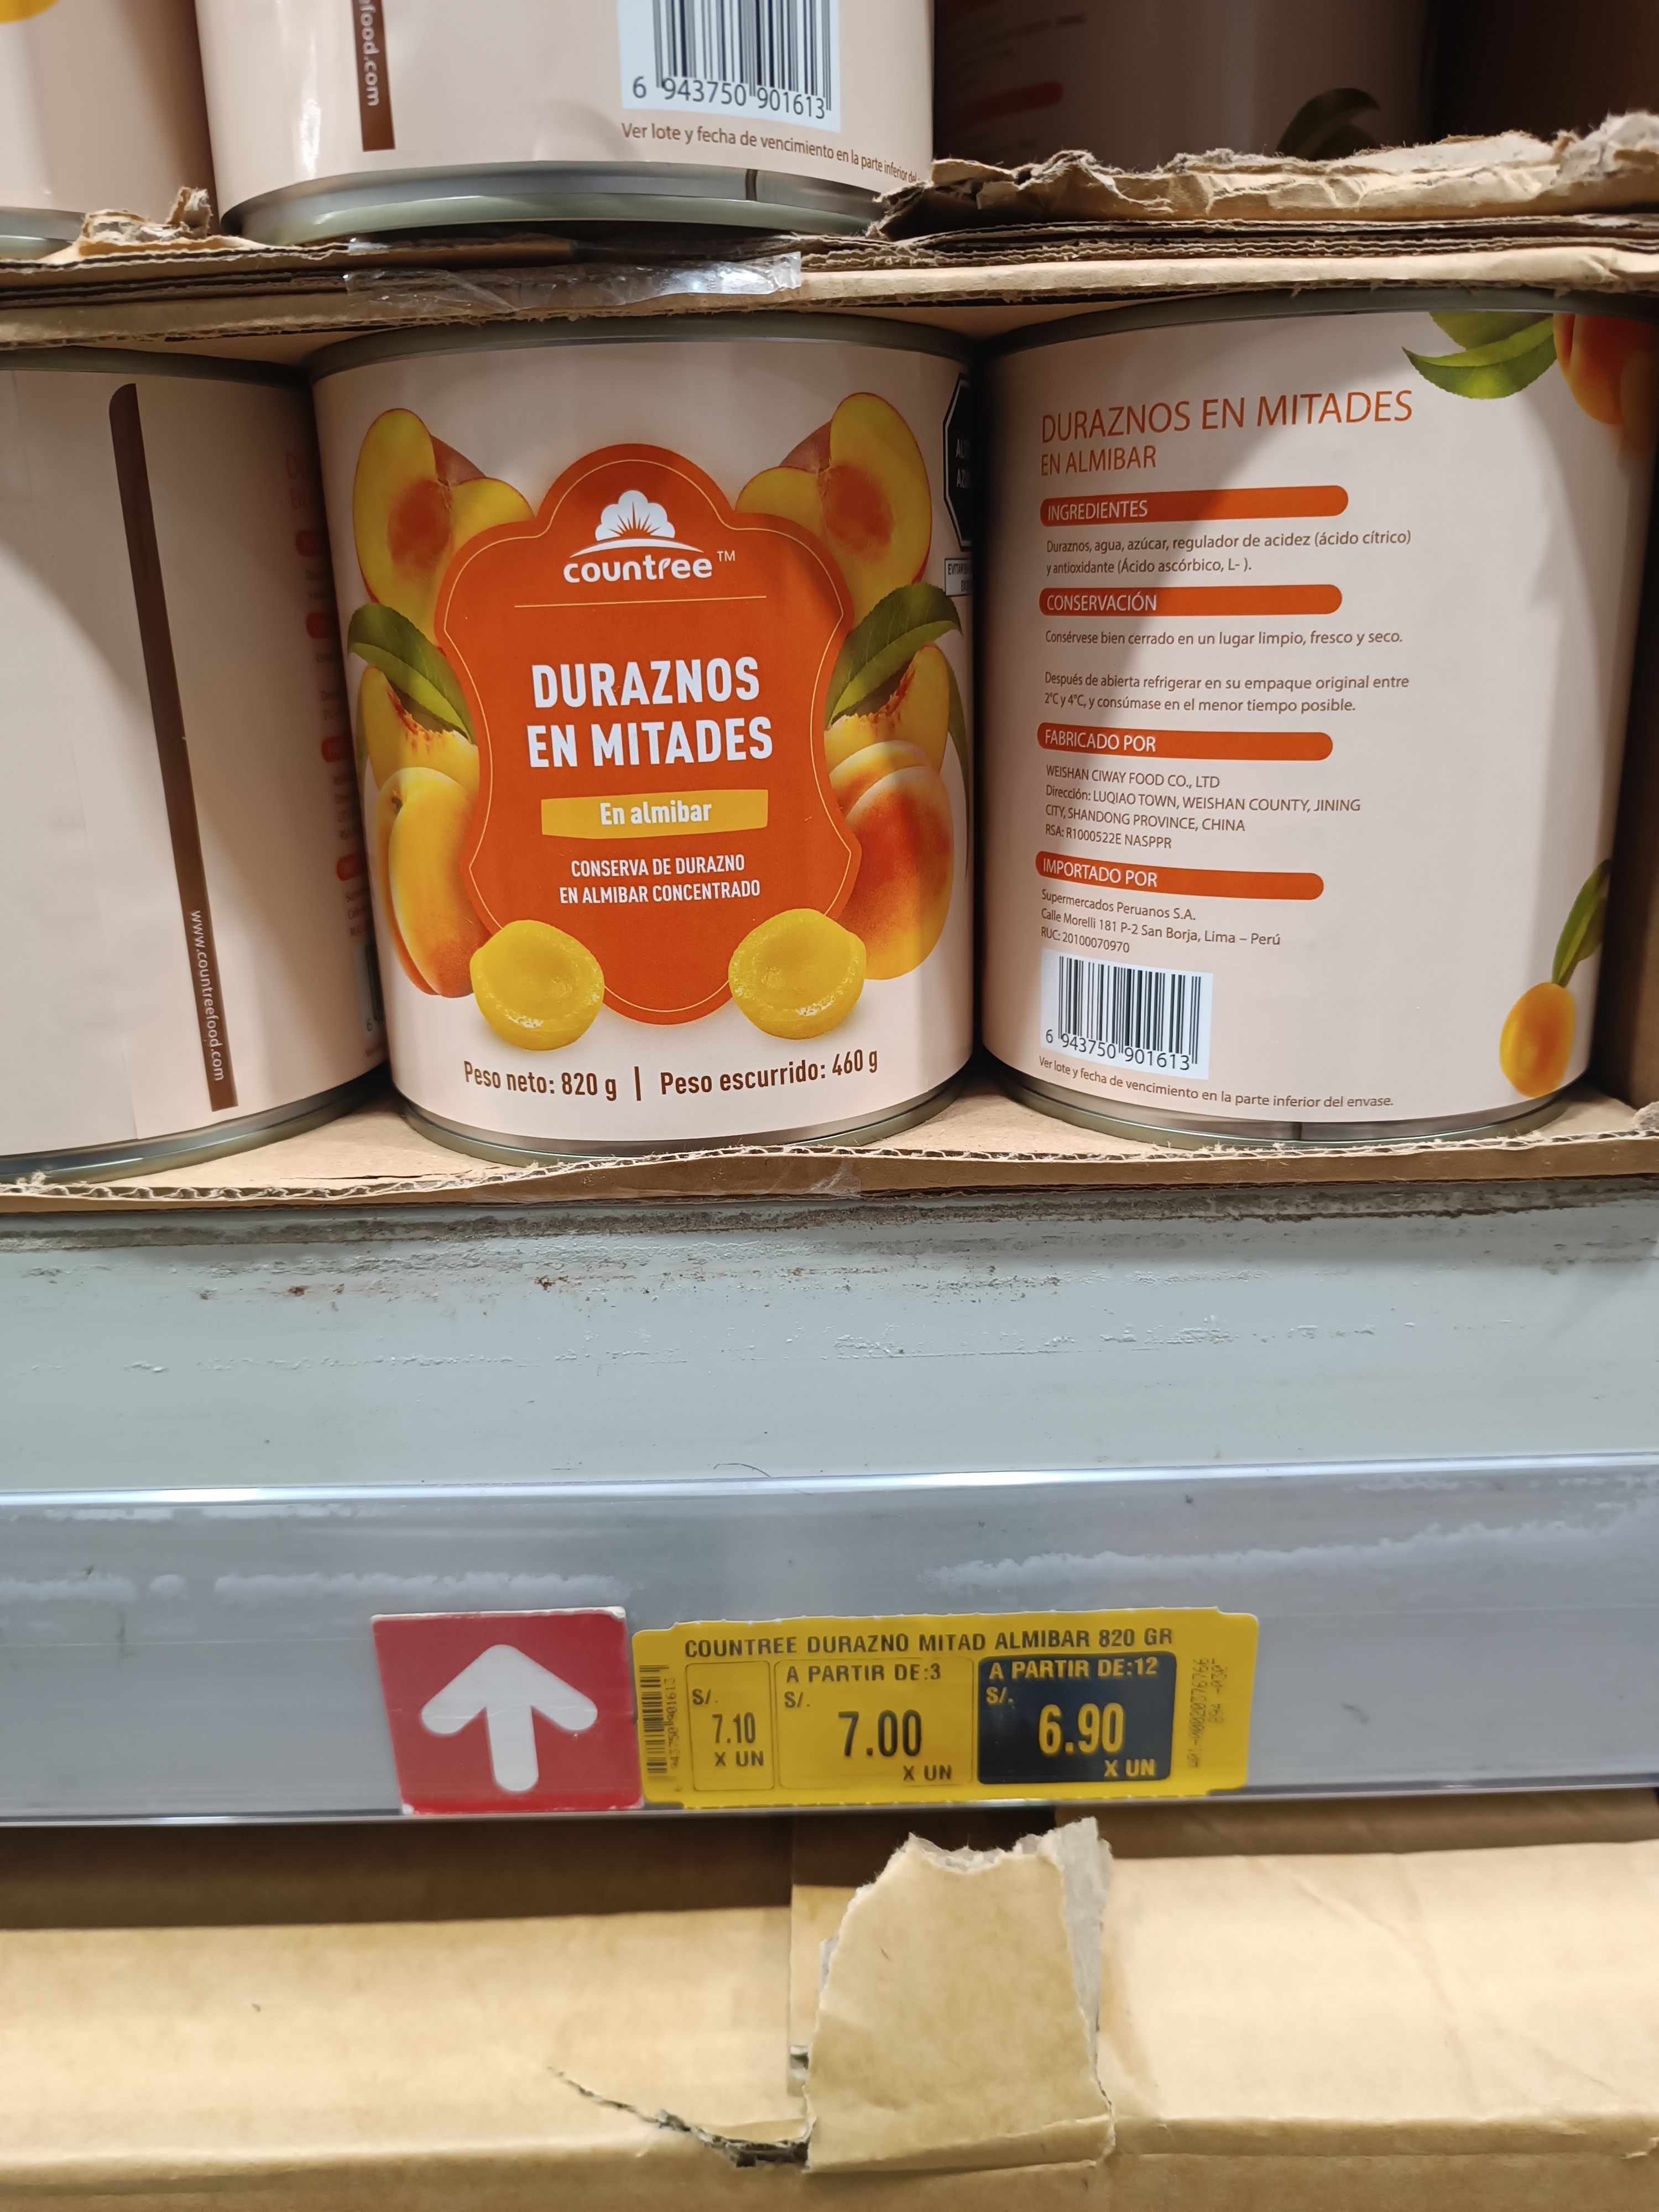 efood.com
6 943750 901613
Ver lote y fecha de vencimiento en la parte inferior del
www.countreefood.com
countree™
DURAZNOS
EN MITADES
En almibar
CONSERVA DE DURAZNO
EN ALMIBAR CONCENTRADO
Peso neto: 820 g | Peso escurrido: 460 g
DURAZNOS EN MITADES
EN ALMIBAR
INGREDIENTES
Duraznos, agua, azúcar, regulador de acidez (ácido cítrico)
y antioxidante (Ácido ascórbico, L- ).
CONSERVACIÓN
Consérvese bien cerrado en un lugar limpio, fresco y seco.
Después de abierta refrigerar en su empaque original entre
2°C y 4°C, y consúmase en el menor tiempo posible.
FABRICADO POR
WEISHAN CIWAY FOOD CO., LTD
Dirección: LUQIAO TOWN, WEISHAN COUNTY, JINING
CITY, SHANDONG PROVINCE, CHINA
RSA: R1000522E NASPPR
IMPORTADO POR
Supermercados Peruanos S.A.
Calle Morelli 181 P-2 San Borja, Lima – Perú
RUC: 20100070970
6 943750 901613
Ver lote y fecha de vencimiento en la parte inferior del envase.
COUNTREE DURAZNO MITAD ALMIBAR 820 GR
S/.
7.10
X UN
A PARTIR DE:3
S/.
7.00
X UN
A PARTIR DE:12
S/.
6.90
X UN